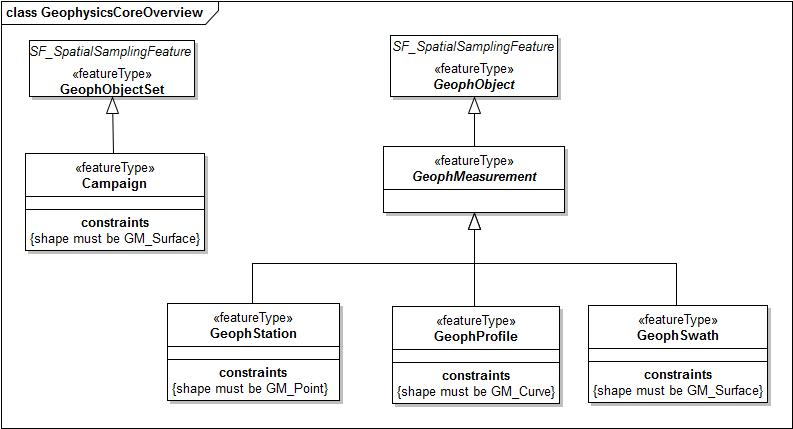 class GeophysicsCoreOverview
SF_SpatialSamplingFeature
«featureType»
GeophObjectSet
SF_SpatialSamplingFeature
«featureType»
GeophObject
«featureType»
Campaign
constraints
{shape must be GM_Surface}
«featureType»
GeophMeasurement
«featureType»
GeophStation
constraints
{shape must be GM_Point}
«featureType»
GeophProfile
constraints
{shape must be GM_Curve}
«featureType»
GeophSwath
constraints
{shape must be GM_Surface}